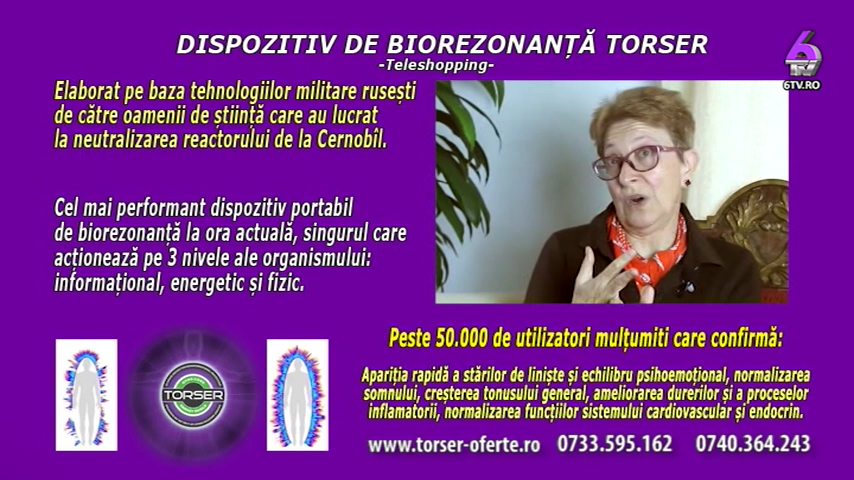 DISPOZITIV DE BIOREZONANȚĂ TORSER
-Teleshopping-
6
TV
6TV.RO
Elaborat pe baza tehnologiilor militare rusești
de către oamenii de știință care au lucrat
la neutralizarea reactorului de la Cernobîl.
Cel mai performant dispozitiv portabil
de biorezonanță la ora actuală, singurul care
acționează pe 3 nivele ale organismului:
informațional, energetic și fizic.
TORSER
Peste 50.000 de utilizatori mulțumiti care confirmă:
Apariția rapidă a stărilor de liniște și echilibru psihoemoțional, normalizarea
somnului, creșterea tonusului general, ameliorarea durerilor și a proceselor
inflamatorii, normalizarea funcțiilor sistemului cardiovascular și endocrin.
www.torser-oferte.ro 0733.595.162 0740.364.243